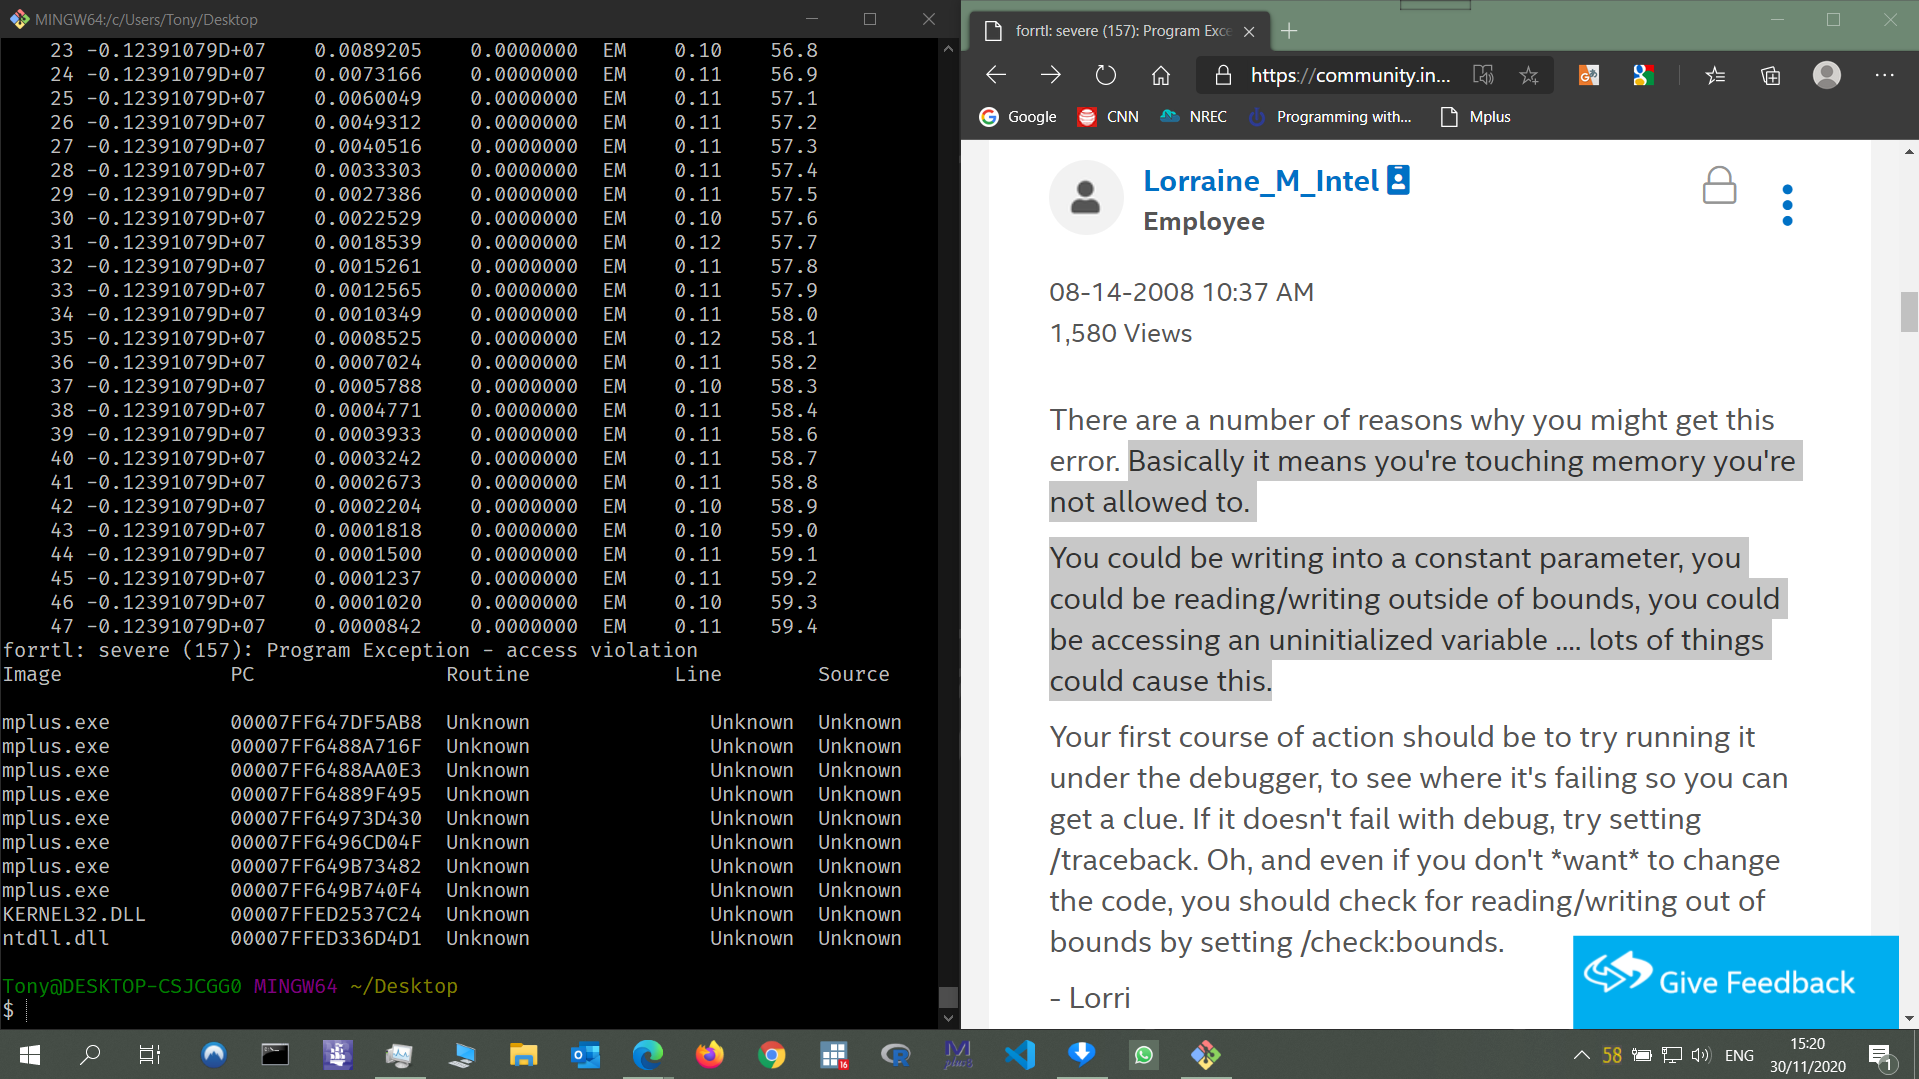 MINGW64:/c/Users/Tony/Desktop
23 -0.12391079D+07 0.0089205 0.0000000 EM 0.10 56.8
24 -0.12391079D+07 0.0073166 0.0000000 EM 0.11 56.9
25 -0.12391079D+07 0.0060049 0.0000000 EM 0.11 57.1
26 -0.12391079D+07 0.0049312 0.0000000 EM 0.11 57.2
27 -0.12391079D+07 0.0040516 0.0000000 EM 0.11 57.3
28 -0.12391079D+07 0.0033303 0.0000000 EM 0.11 57.4
29 -0.12391079D+07 0.0027386 0.0000000 EM 0.11 57.5
30 -0.12391079D+07 0.0022529 0.0000000 EM 0.10 57.6
31 -0.12391079D+07 0.0018539 0.0000000 EM 0.12 57.7
32 -0.12391079D+07 0.0015261 0.0000000 EM 0.11 57.8
33 -0.12391079D+07 0.0012565 0.0000000 EM 0.11 57.9
34 -0.12391079D+07 0.0010349 0.0000000 EM 0.11 58.0
35 -0.12391079D+07 0.0008525 0.0000000 EM 0.12 58.1
36 -0.12391079D+07 0.0007024 0.0000000 EM 0.11 58.2
37 -0.12391079D+07 0.0005788 0.0000000 EM 0.10 58.3
38 -0.12391079D+07 0.0004771 0.0000000 EM 0.11 58.4
39 -0.12391079D+07 0.0003933 0.0000000 EM 0.11 58.6
40 -0.12391079D+07 0.0003242 0.0000000 EM 0.11 58.7
41 -0.12391079D+07 0.0002673 0.0000000 EM 0.11 58.8
42 -0.12391079D+07 0.0002204 0.0000000 EM 0.10 58.9
43 -0.12391079D+07 0.0001818 0.0000000 EM 0.10 59.0
44 -0.12391079D+07 0.0001500 0.0000000 EM 0.11 59.1
45 -0.12391079D+07 0.0001237 0.0000000 EM 0.11 59.2
46 -0.12391079D+07 0.0001020 0.0000000 EM 0.10 59.3
47 -0.12391079D+07 0.0000842 0.0000000 EM 0.11 59.4
forrtl: severe (157): Program Exception - access violation
Image PC Routine Line Source
mplus.exe 00007FF647DF5AB8 Unknown Unknown Unknown
mplus.exe 00007FF6488A716F Unknown Unknown Unknown
mplus.exe 00007FF6488AA0E3 Unknown Unknown Unknown
mplus.exe 00007FF64889F495 Unknown Unknown Unknown
mplus.exe 00007FF64973D430 Unknown Unknown Unknown
mplus.exe 00007FF6496CD04F Unknown Unknown Unknown
mplus.exe 00007FF649B73482 Unknown Unknown Unknown
mplus.exe 00007FF649B740F4 Unknown Unknown Unknown
KERNEL32.DLL 00007FFED2537C24 Unknown Unknown Unknown
ntdll.dll 00007FFED336D4D1 Unknown Unknown Unknown
Tony@DESKTOP-CSJCGG0 MINGW64 ~/Desktop
$
forrtl: severe (157): Program Exce
https://community.in...
Google CNN NREC Programming with... Mplus
Lorraine_M_Intel
Employee
08-14-2008 10:37 AM
1,580 Views
There are a number of reasons why you might get this
error. Basically it means you're touching memory you're
not allowed to.
You could be writing into a constant parameter, you
could be reading/writing outside of bounds, you could
be accessing an uninitialized variable .... lots of things
could cause this.
Your first course of action should be to try running it
under the debugger, to see where it's failing so you can
get a clue. If it doesn't fail with debug, try setting
/traceback. Oh, and even if you don't *want* to change
the code, you should check for reading/writing out of
bounds by setting /check:bounds.
- Lorri
Give Feedback
16
58 ENG
15:20
30/11/2020
1